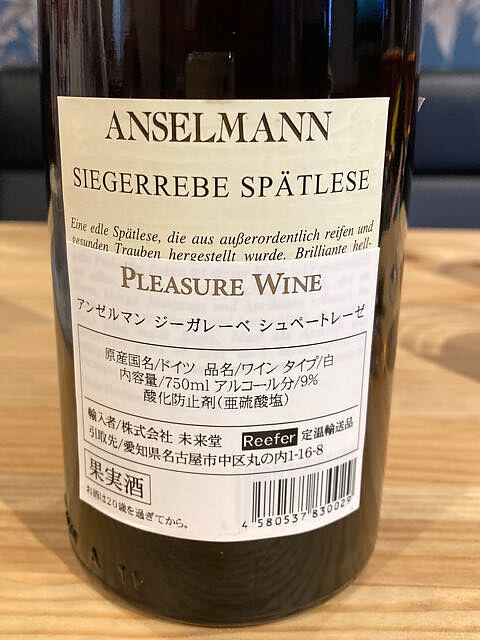 ANSELMANN
SIEGERREBE SPÄTLESE
Eine edle Spätlese, die aus außerordentlich reifen und
gesunden Trauben hergestellt wurde. Brilliante hell-
PLEASURE WINE
アンゼルマン ジーガレーベ シュペートレーゼ
原産国名/ドイツ 品名/ワイン タイプ/白
内容量/750ml アルコール分/9%
酸化防止剤(亜硫酸塩)
輸入者/株式会社 未来堂 Reefer 定温輸送品
引取先/愛知県名古屋市中区丸の内1-16-8
果実酒
お酒は20歳を過ぎてから。
4 580537 830029